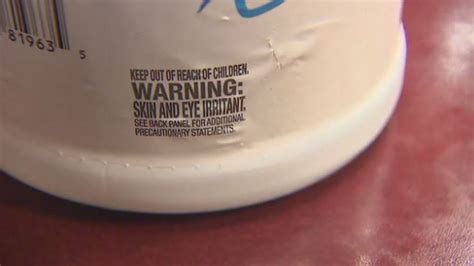 81963 5
KEEP OUT OF REACH OF CHILDREN.
WARNING:
SKIN AND EYE IRRITANT.
SEE BACK PANEL FOR ADDITIONAL
PRECAUTIONARY STATEMENTS.